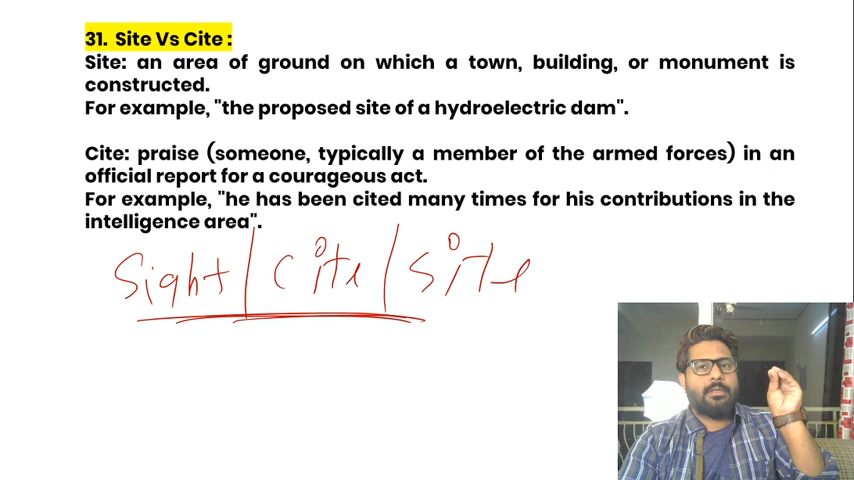 31. Site Vs Cite :
Site: an area of ground on which a town, building, or monument is
constructed.
For example, "the proposed site of a hydroelectric dam".
Cite: praise (someone, typically a member of the armed forces) in an
official report for a courageous act.
For example, "he has been cited many times for his contributions in the
intelligence area".
Sight / Cite / Site